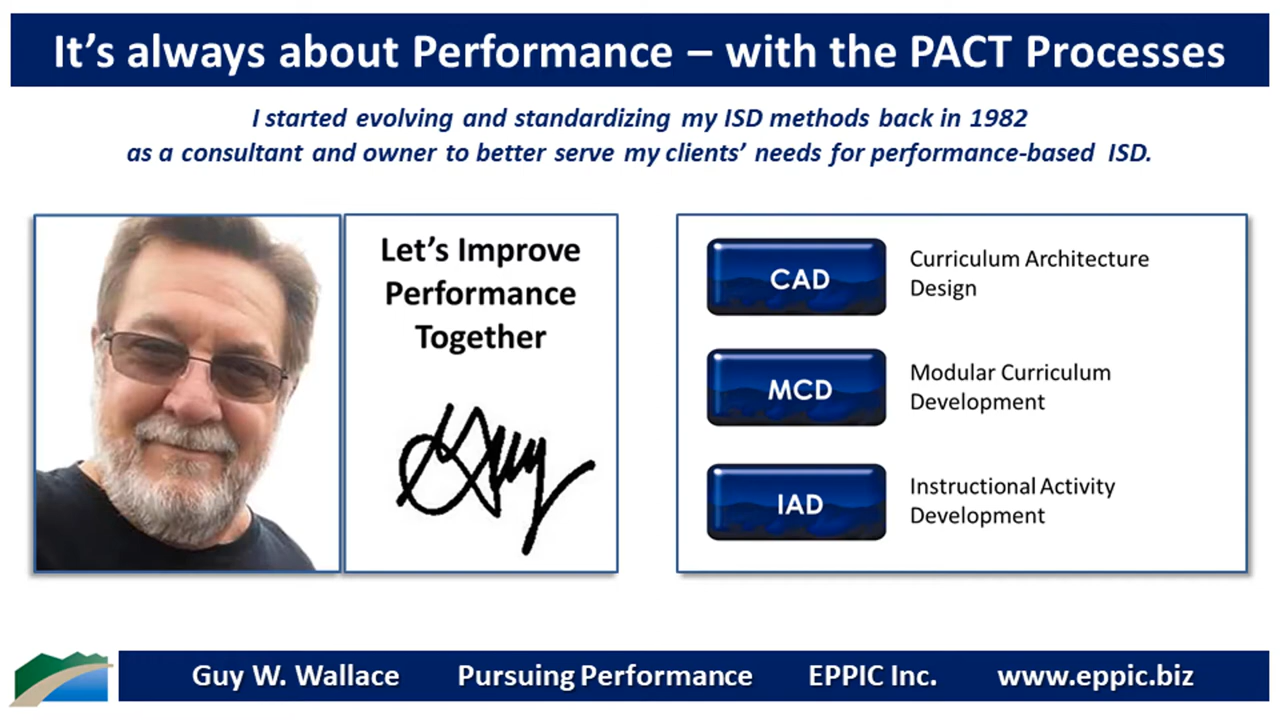 It's always about Performance – with the PACT Processes
I started evolving and standardizing my ISD methods back in 1982
as a consultant and owner to better serve my clients' needs for performance-based ISD.
Let's Improve
Performance
Together
Guy
CAD
Curriculum Architecture
Design
MCD
Modular Curriculum
Development
IAD
Instructional Activity
Development
Guy W. Wallace Pursuing Performance EPPIC Inc. www.eppic.biz